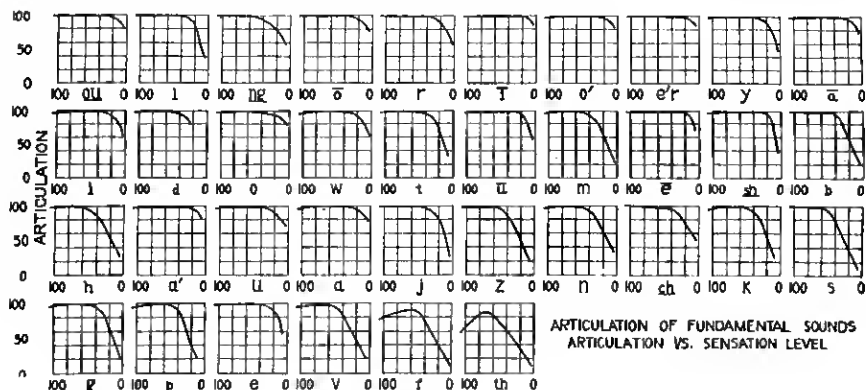 100
50
0
100 0 100 0 100 0 100 0 100 0 100 0 100 0 100 0 100 0 100 0
ou l ng ō r ī o' e'r y ā
100
50
0
100 0 100 0 100 0 100 0 100 0 100 0 100 0 100 0 100 0 100 0
i d o w t ū m ē sh b
ARTICULATION
100
50
0
100 0 100 0 100 0 100 0 100 0 100 0 100 0 100 0 100 0 100 0
h a' u a j z n ch k s
100
50
0
100 0 100 0 100 0 100 0 100 0 100 0
g p e v f th
ARTICULATION OF FUNDAMENTAL SOUNDS
ARTICULATION VS. SENSATION LEVEL